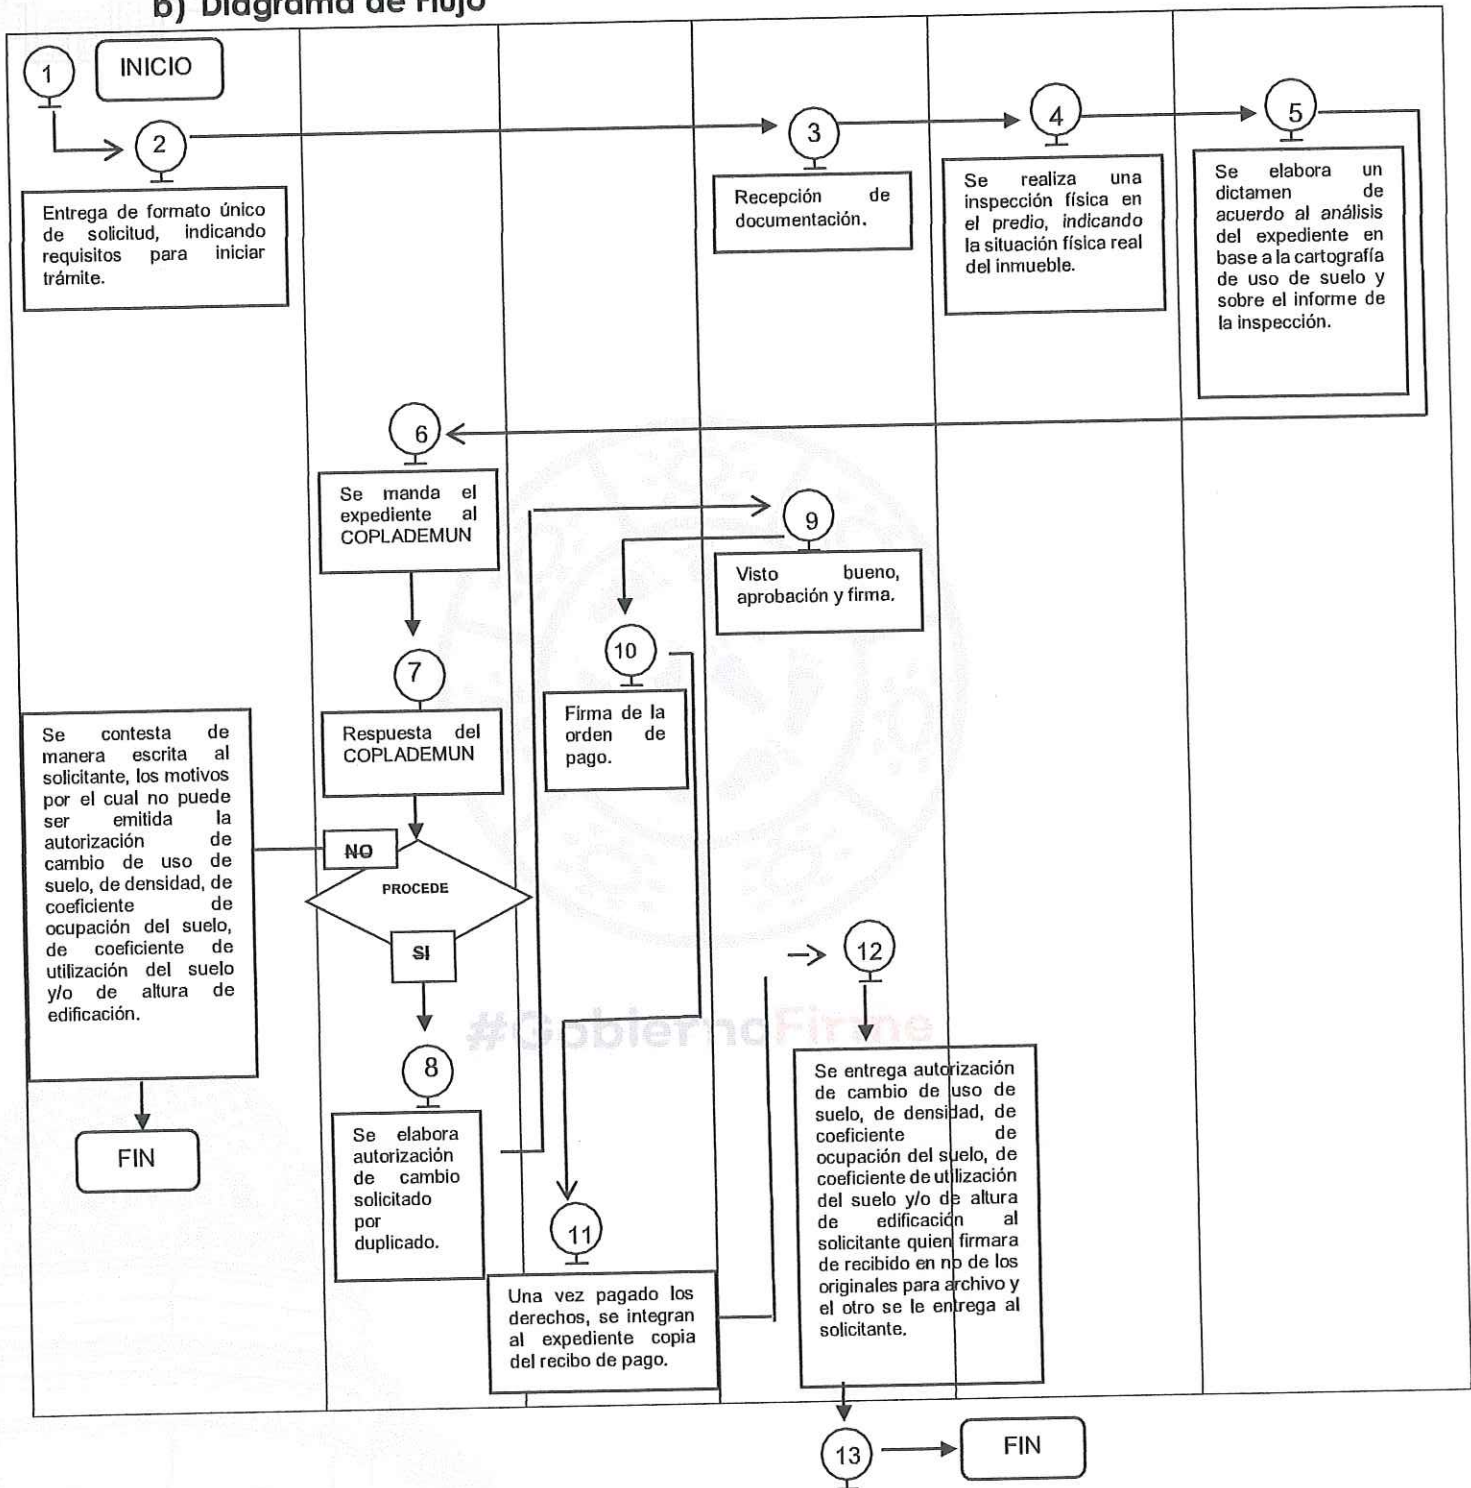 b) Diagrama de Flujo
1
INICIO
2
Entrega de formato único
de solicitud, indicando
requisitos para iniciar
trámite.
3
Recepción de
documentación.
4
Se realiza una
inspección física en
el predio, indicando
la situación física real
del inmueble.
5
Se elabora un
dictamen de
acuerdo al análisis
del expediente en
base a la cartografía
de uso de suelo y
sobre el informe de
la inspección.
6
Se manda el
expediente al
COPLADEMUN
7
Respuesta del
COPLADEMUN
NO
PROCEDE
SI
Se contesta de
manera escrita al
solicitante, los motivos
por el cual no puede
ser emitida la
autorización de
cambio de uso de
suelo, de densidad, de
coeficiente de
ocupación del suelo,
de coeficiente de
utilización del suelo
y/o de altura de
edificación.
FIN
8
Se elabora
autorización
de cambio
solicitado
por
duplicado.
9
Visto bueno,
aprobación y firma.
10
Firma de la
orden de
pago.
#GobiernoFirme
11
Una vez pagado los
derechos, se integran
al expediente copia
del recibo de pago.
12
Se entrega autorización
de cambio de uso de
suelo, de densidad, de
coeficiente de
ocupación del suelo, de
coeficiente de utilización
del suelo y/o de altura
de edificación al
solicitante quien firmara
de recibido en no de los
originales para archivo y
el otro se le entrega al
solicitante.
13
FIN